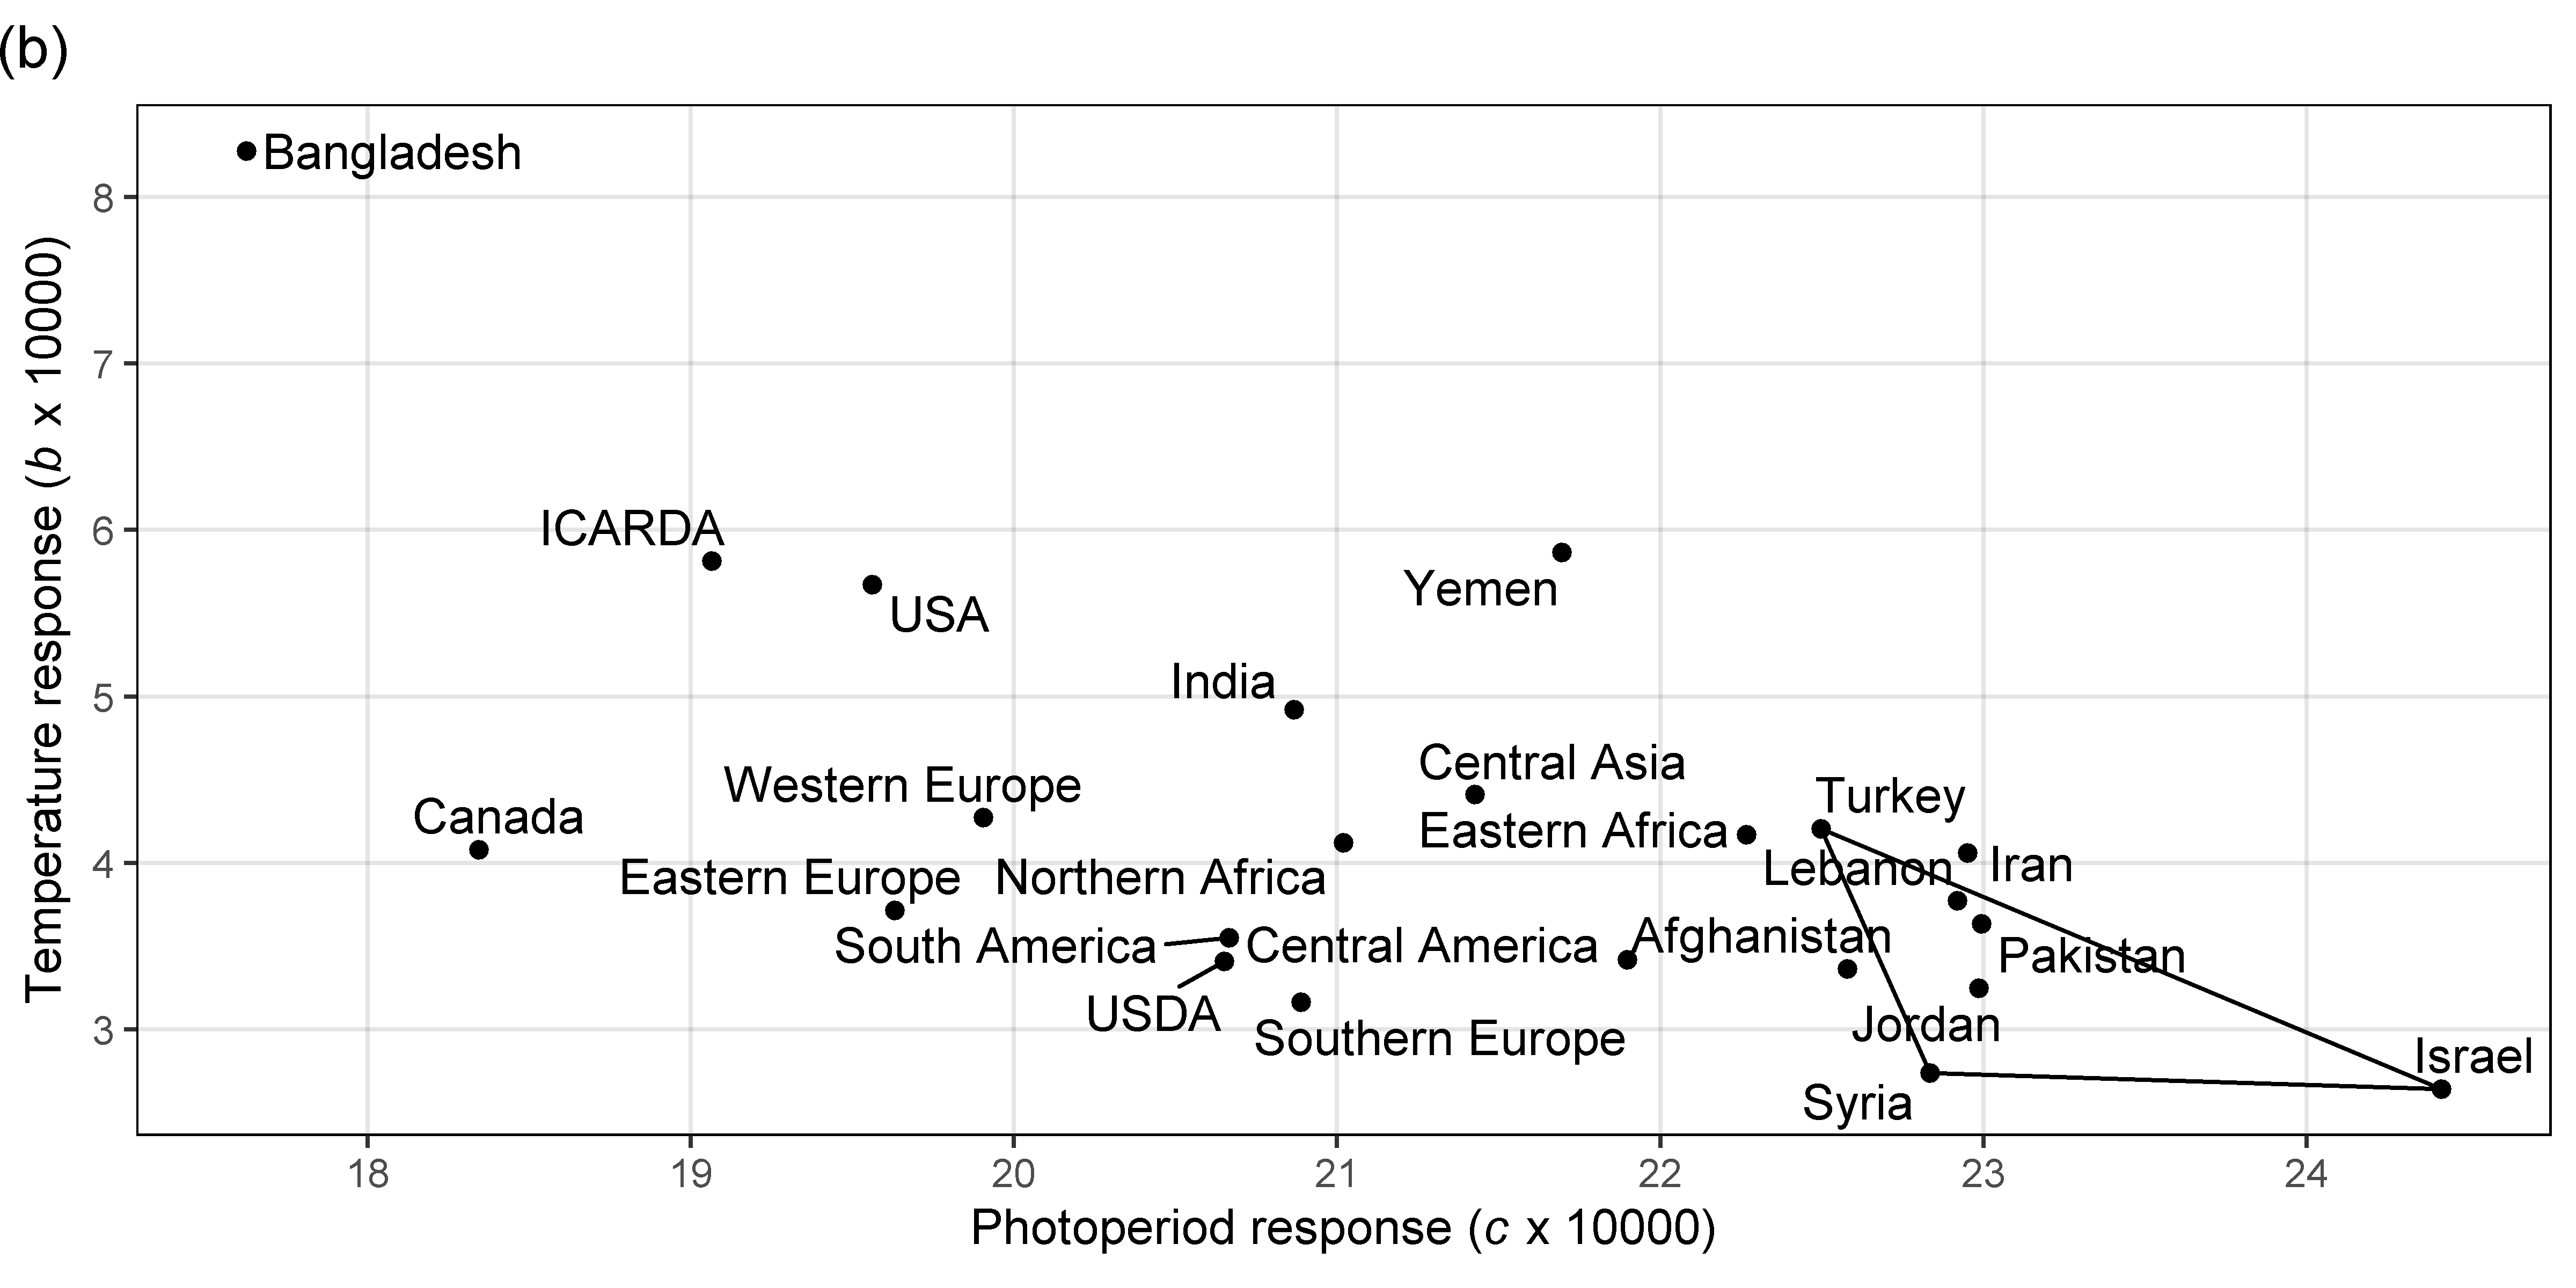 (b)
Temperature response (b x 10000)
8
7
6
5
4
3
Bangladesh
ICARDA
USA
Yemen
India
Central Asia
Western Europe
Turkey
Canada
Eastern Africa
Lebanon
Iran
Eastern Europe
Northern Africa
South America
Central America
Afghanistan
Pakistan
USDA
Southern Europe
Jordan
Israel
Syria
18 19 20 21 22 23 24
Photoperiod response (c x 10000)